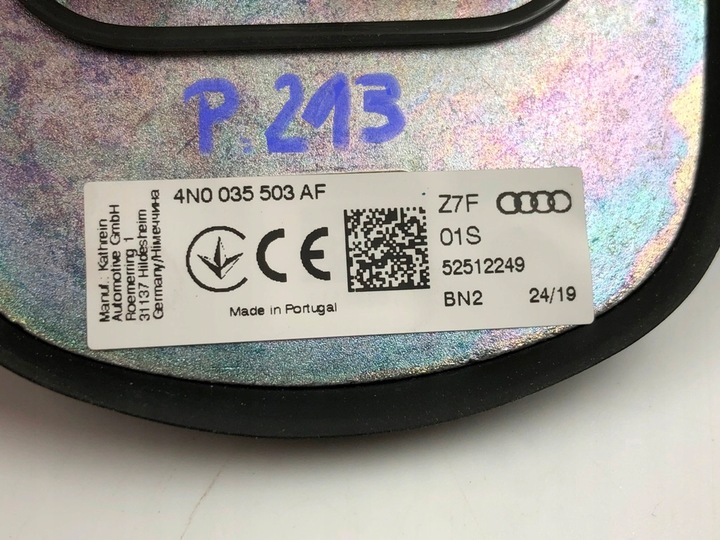 P.213
4N0 035 503 AF
Manuf.: Kathrein
Automotive GmbH
Roemerring 1
31137 Hildesheim
Germany/Німеччина
CE
Made in Portugal
Z7F
01S
52512249
BN2 24/19